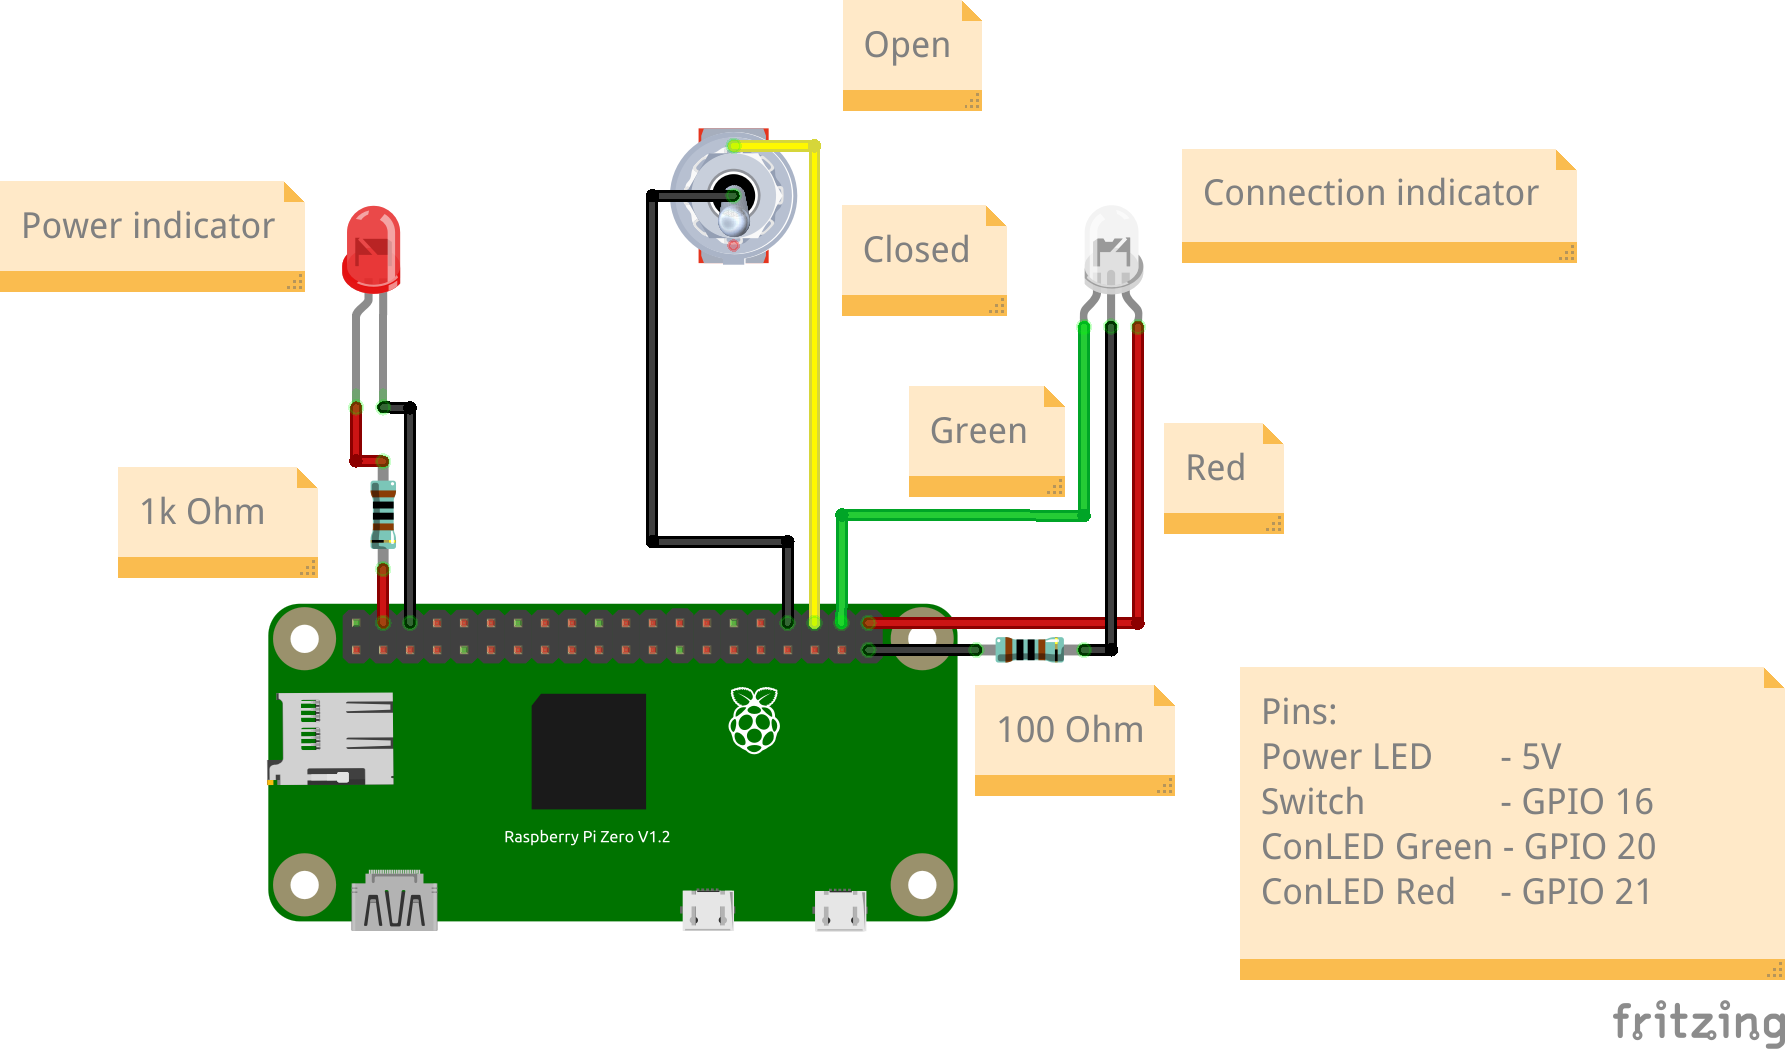 Open
Power indicator
Connection indicator
Closed
Green
Red
1k Ohm
100 Ohm
Pins:
Power LED - 5V
Switch - GPIO 16
ConLED Green - GPIO 20
ConLED Red - GPIO 21
Raspberry Pi Zero V1.2
fritzing